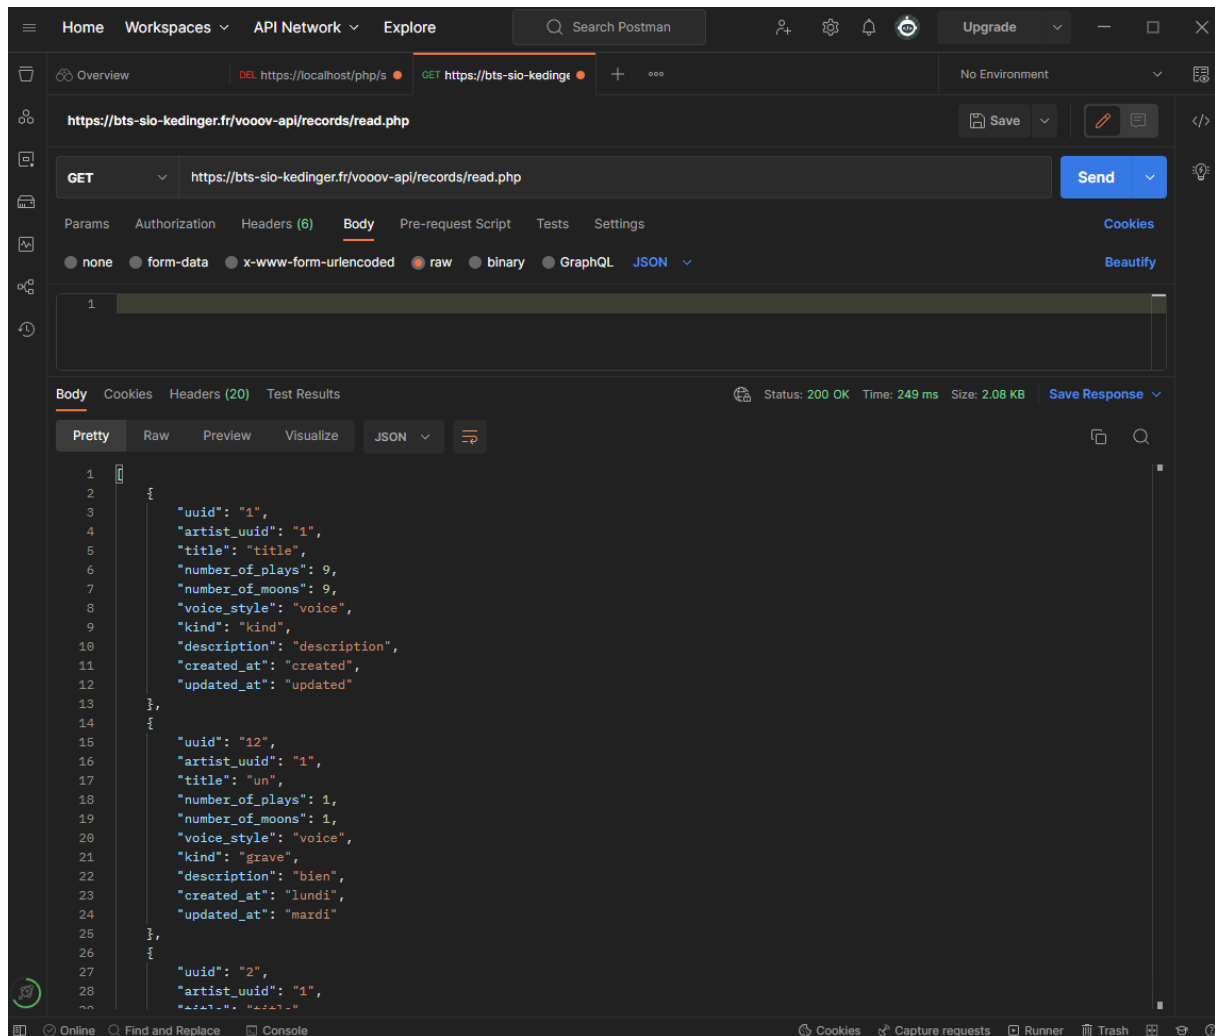 Home Workspaces API Network Explore Search Postman Upgrade
Overview DEL https://localhost/php/s GET https://bts-sio-kedinge No Environment
https://bts-sio-kedinger.fr/vooov-api/records/read.php Save
GET https://bts-sio-kedinger.fr/vooov-api/records/read.php Send
Params Authorization Headers (6) Body Pre-request Script Tests Settings Cookies
none form-data x-www-form-urlencoded raw binary GraphQL JSON Beautify
1
Body Cookies Headers (20) Test Results Status: 200 OK Time: 249 ms Size: 2.08 KB Save Response
Pretty Raw Preview Visualize JSON
1 [
2 {
3 "uuid": "1",
4 "artist_uuid": "1",
5 "title": "title",
6 "number_of_plays": 9,
7 "number_of_moons": 9,
8 "voice_style": "voice",
9 "kind": "kind",
10 "description": "description",
11 "created_at": "created",
12 "updated_at": "updated"
13 },
14 {
15 "uuid": "12",
16 "artist_uuid": "1",
17 "title": "un",
18 "number_of_plays": 1,
19 "number_of_moons": 1,
20 "voice_style": "voice",
21 "kind": "grave",
22 "description": "bien",
23 "created_at": "lundi",
24 "updated_at": "mardi"
25 },
26 {
27 "uuid": "2",
28 "artist_uuid": "1",
29 "title": "title"
Online Find and Replace Console Cookies Capture requests Runner Trash